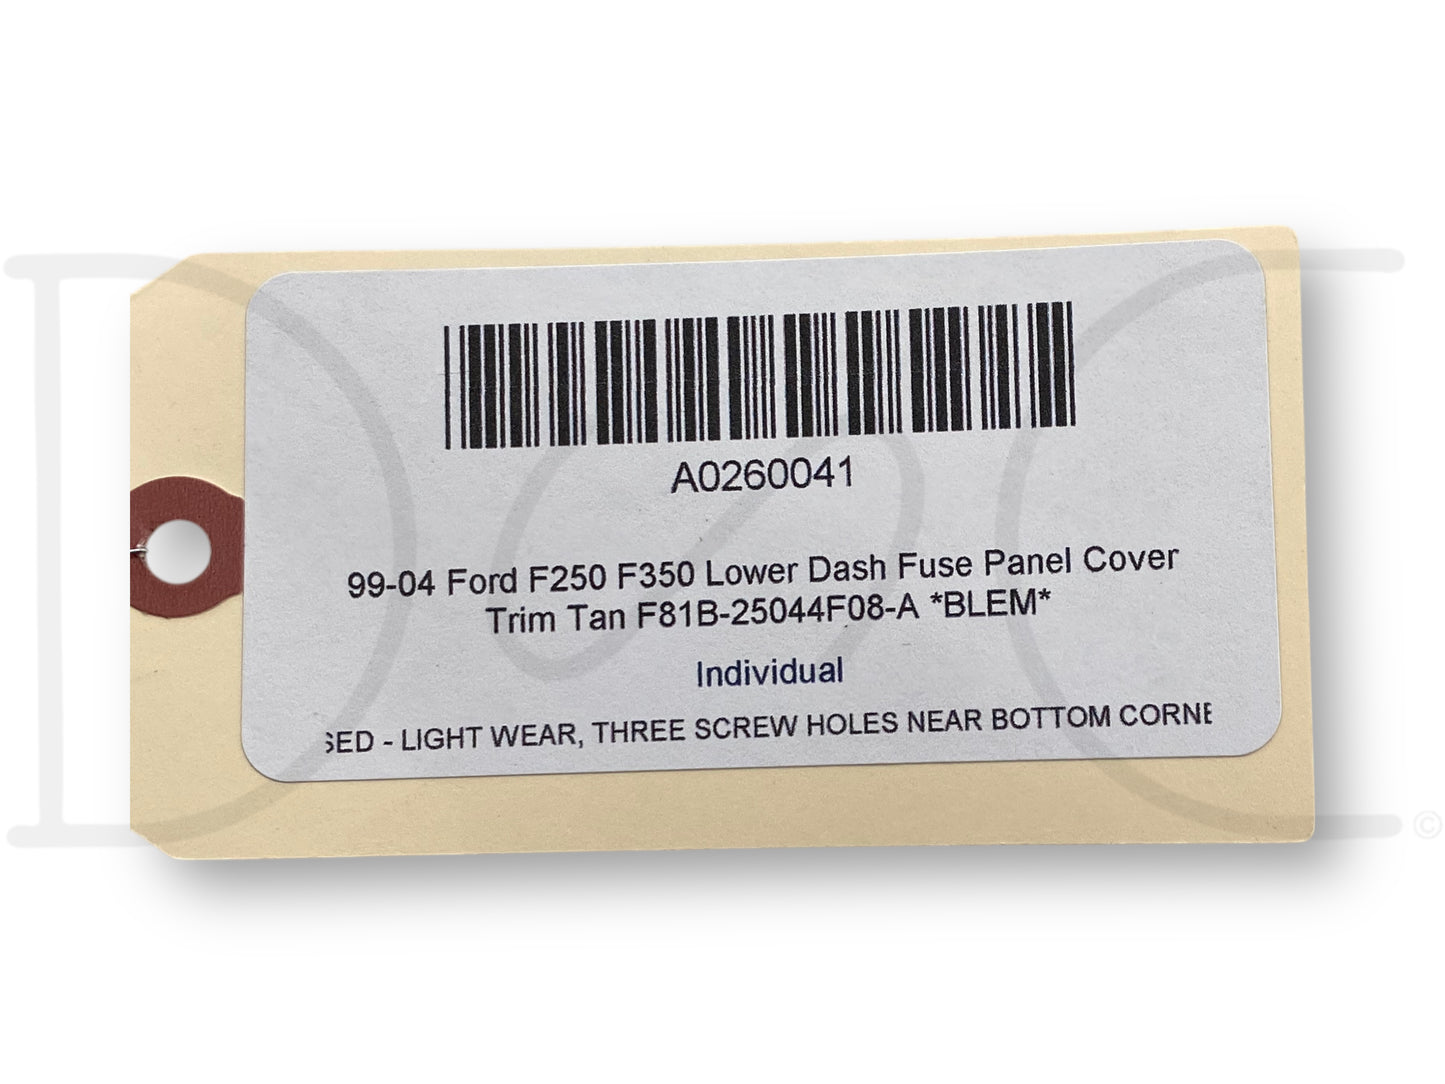 A0260041
99-04 Ford F250 F350 Lower Dash Fuse Panel Cover
Trim Tan F81B-25044F08-A *BLEM*
Individual
SED - LIGHT WEAR, THREE SCREW HOLES NEAR BOTTOM CORNE
©